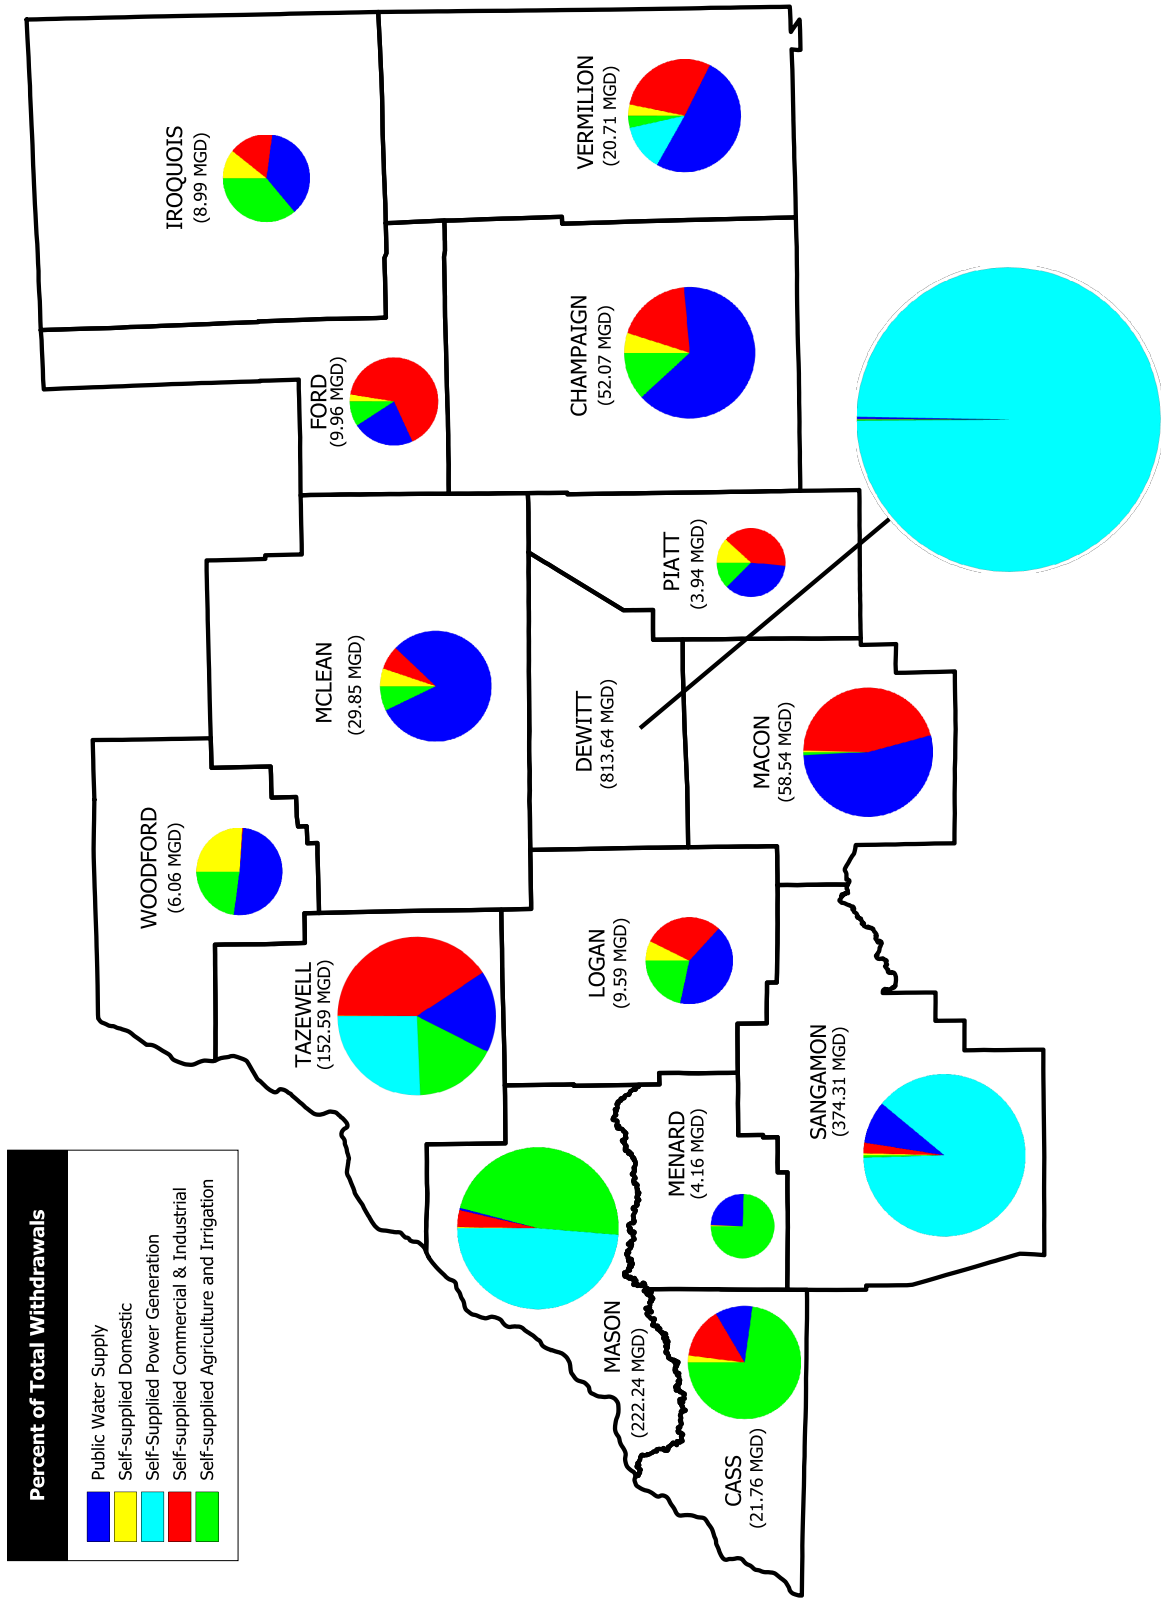 Percent of Total Withdrawals
Public Water Supply
Self-supplied Domestic
Self-Supplied Power Generation
Self-supplied Commercial & Industrial
Self-supplied Agriculture and Irrigation
WOODFORD
(6.06 MGD)
IROQUOIS
(8.99 MGD)
TAZEWELL
(152.59 MGD)
MCLEAN
(29.85 MGD)
FORD
(9.96 MGD)
MASON
(222.24 MGD)
LOGAN
(9.59 MGD)
DEWITT
(813.64 MGD)
CHAMPAIGN
(52.07 MGD)
VERMILION
(20.71 MGD)
MENARD
(4.16 MGD)
PIATT
(3.94 MGD)
CASS
(21.76 MGD)
SANGAMON
(374.31 MGD)
MACON
(58.54 MGD)